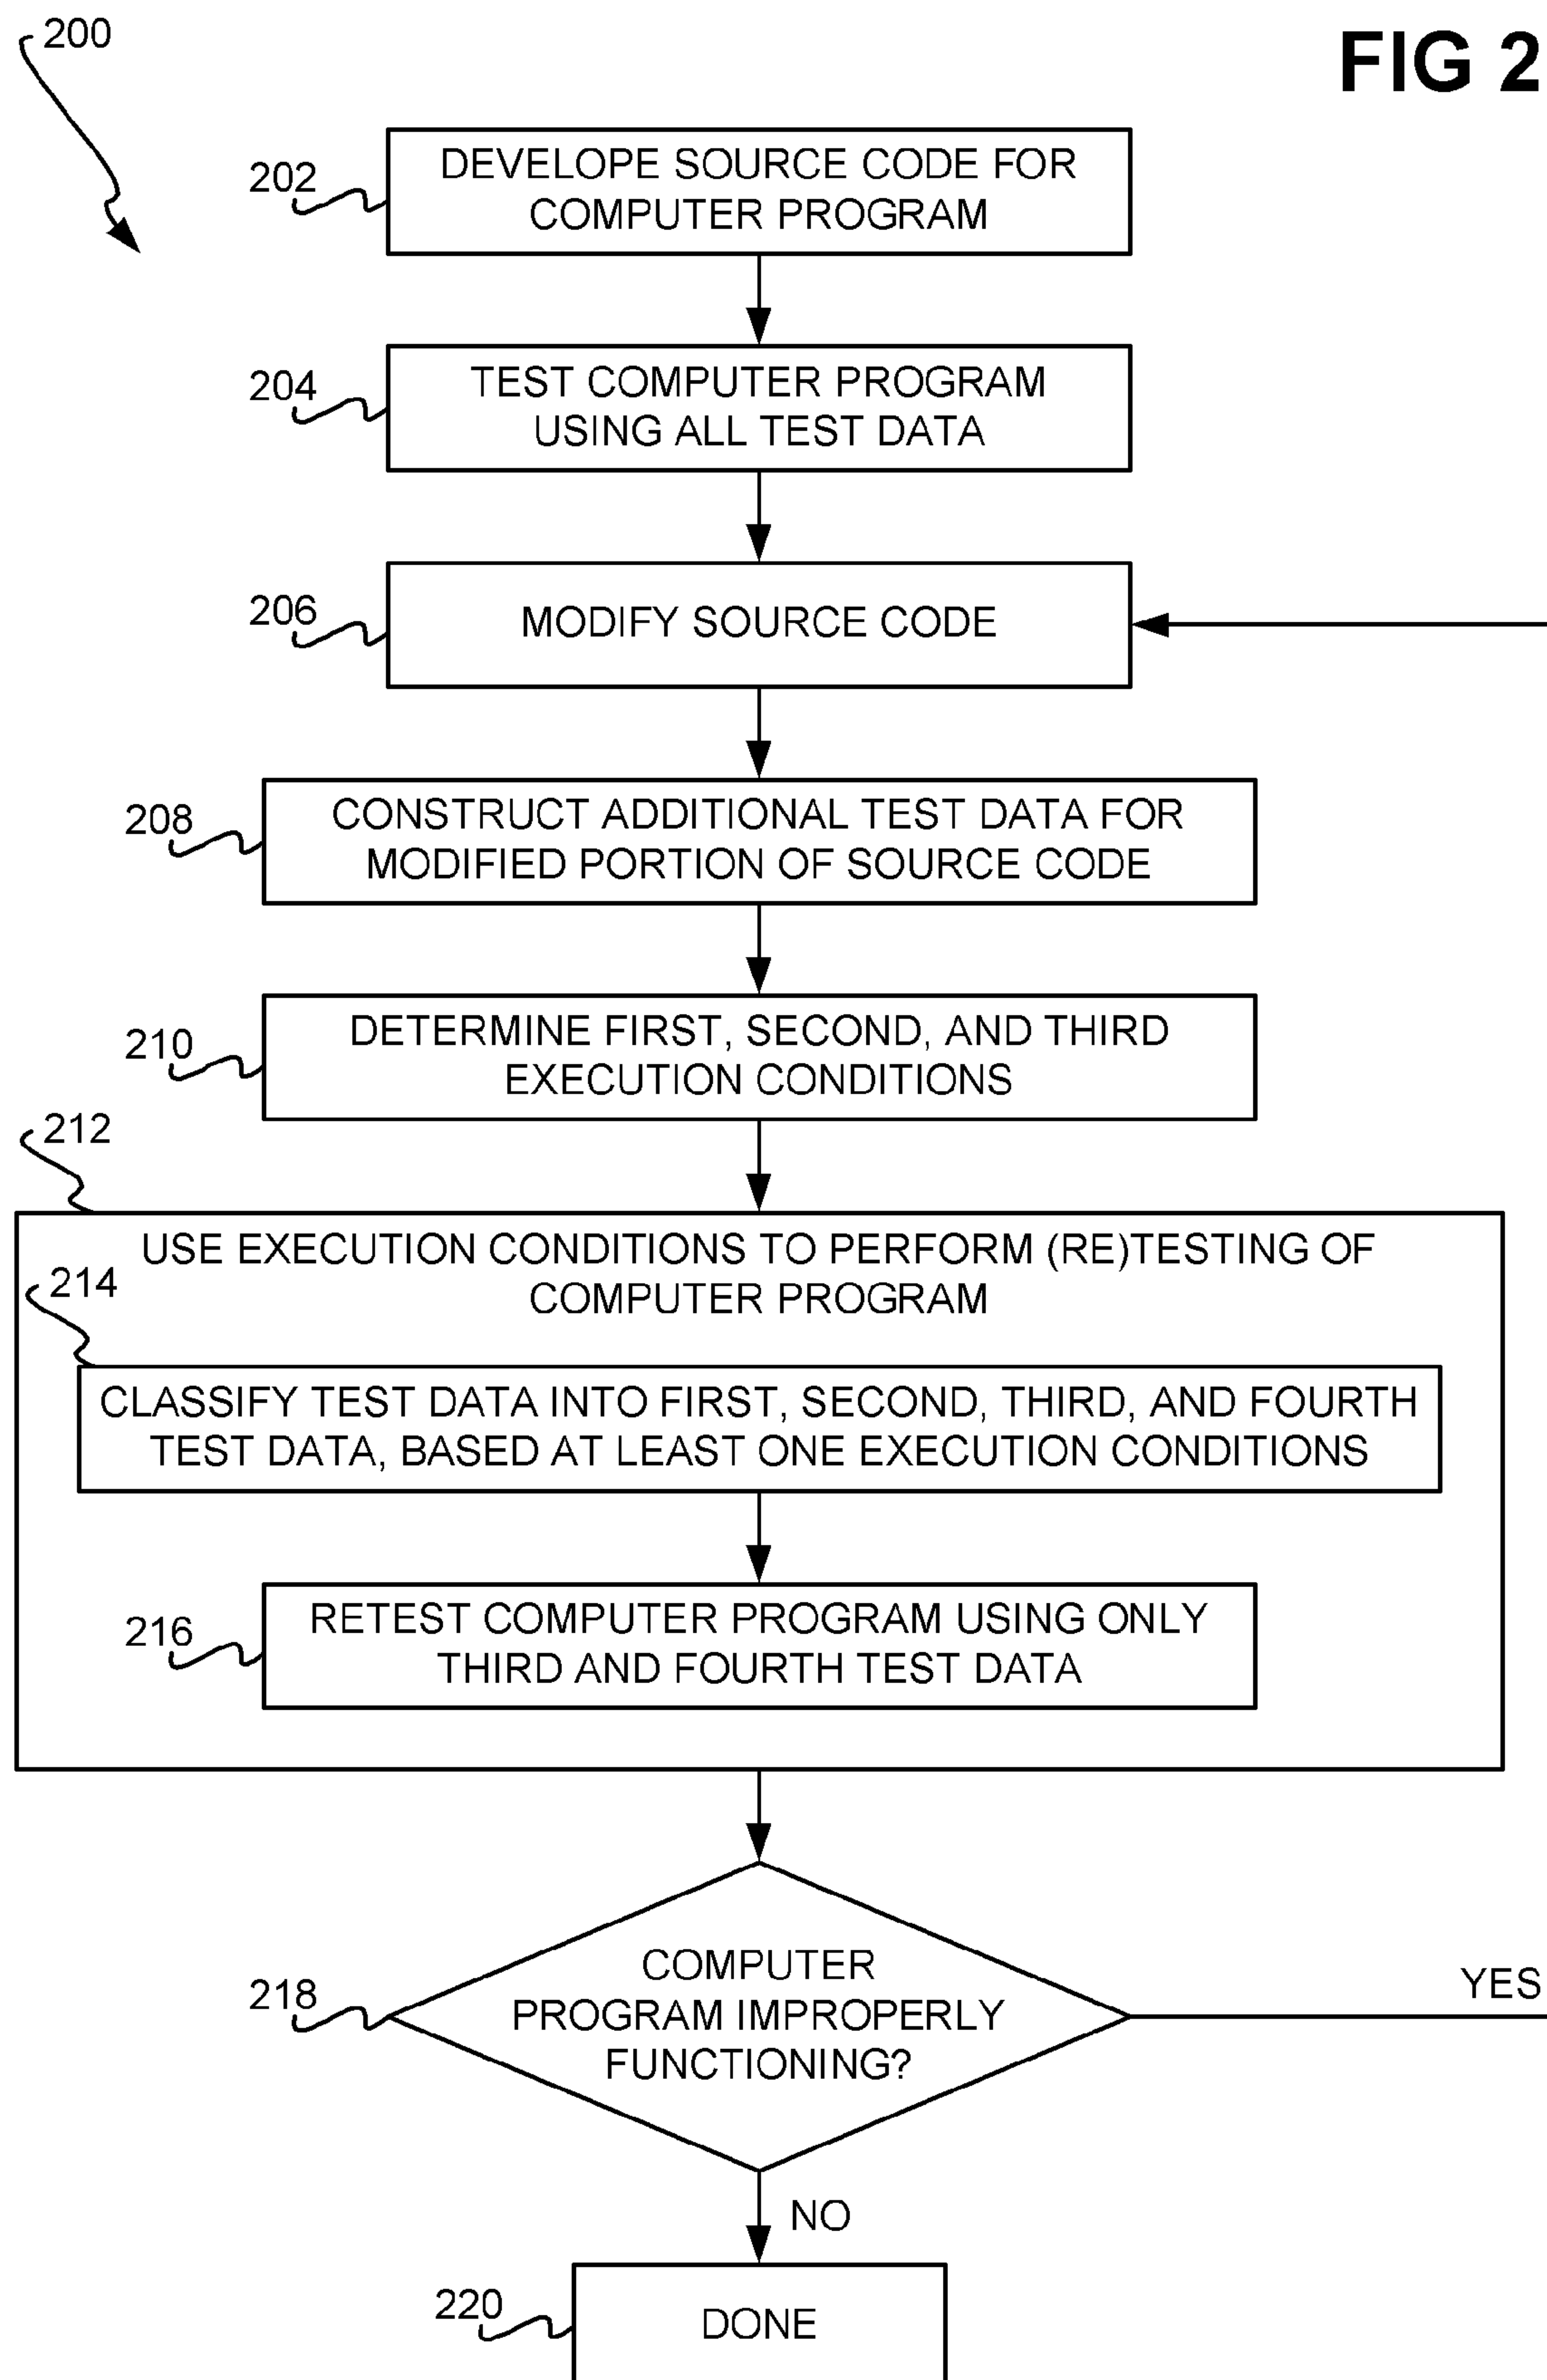 200
FIG 2
202
DEVELOPE SOURCE CODE FOR
COMPUTER PROGRAM
204
TEST COMPUTER PROGRAM
USING ALL TEST DATA
206
MODIFY SOURCE CODE
208
CONSTRUCT ADDITIONAL TEST DATA FOR
MODIFIED PORTION OF SOURCE CODE
210
DETERMINE FIRST, SECOND, AND THIRD
EXECUTION CONDITIONS
212
USE EXECUTION CONDITIONS TO PERFORM (RE)TESTING OF
COMPUTER PROGRAM
214
CLASSIFY TEST DATA INTO FIRST, SECOND, THIRD, AND FOURTH
TEST DATA, BASED AT LEAST ONE EXECUTION CONDITIONS
216
RETEST COMPUTER PROGRAM USING ONLY
THIRD AND FOURTH TEST DATA
218
COMPUTER
PROGRAM IMPROPERLY
FUNCTIONING?
YES
NO
220
DONE